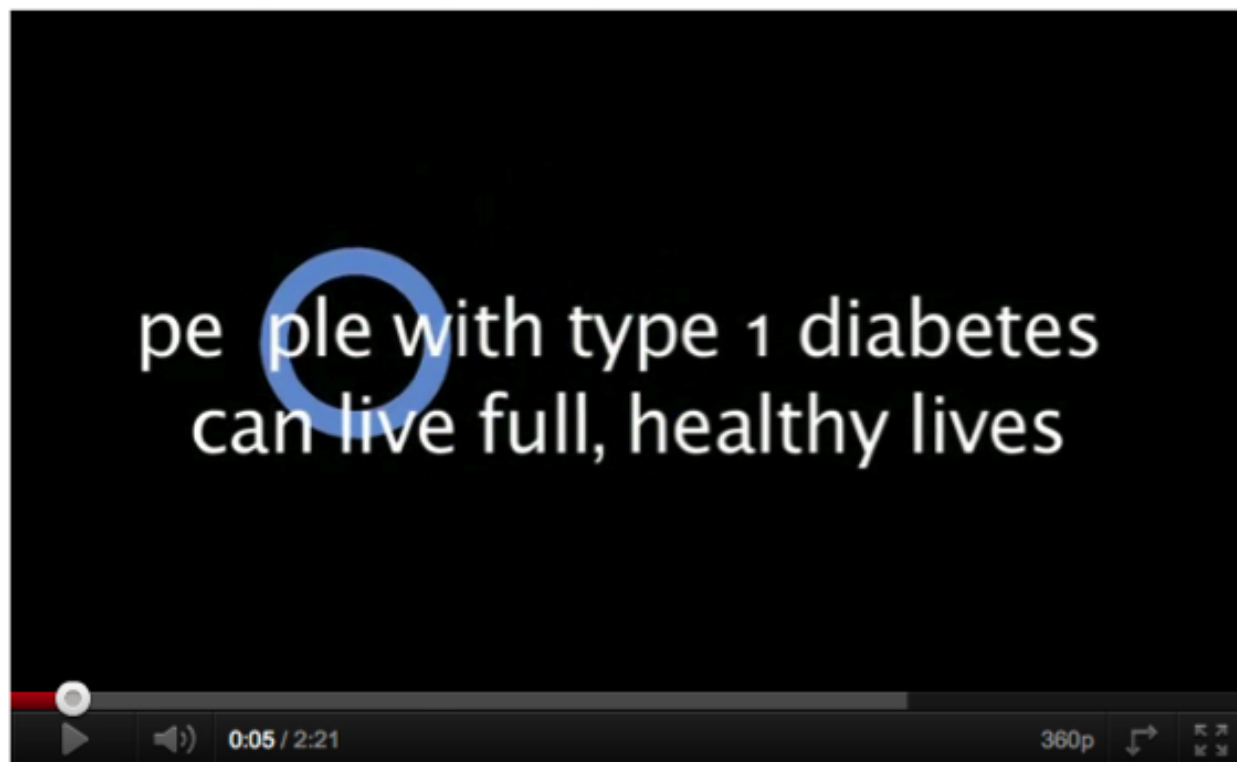 pe ple with type 1 diabetes
can live full, healthy lives
0:05 / 2:21 360p